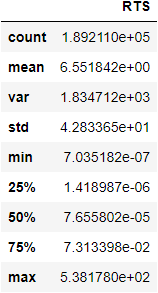 RTS
count 1.892110e+05
mean 6.551842e+00
var 1.834712e+03
std 4.283365e+01
min 7.035182e-07
25% 1.418987e-06
50% 7.655802e-05
75% 7.313398e-02
max 5.381780e+02